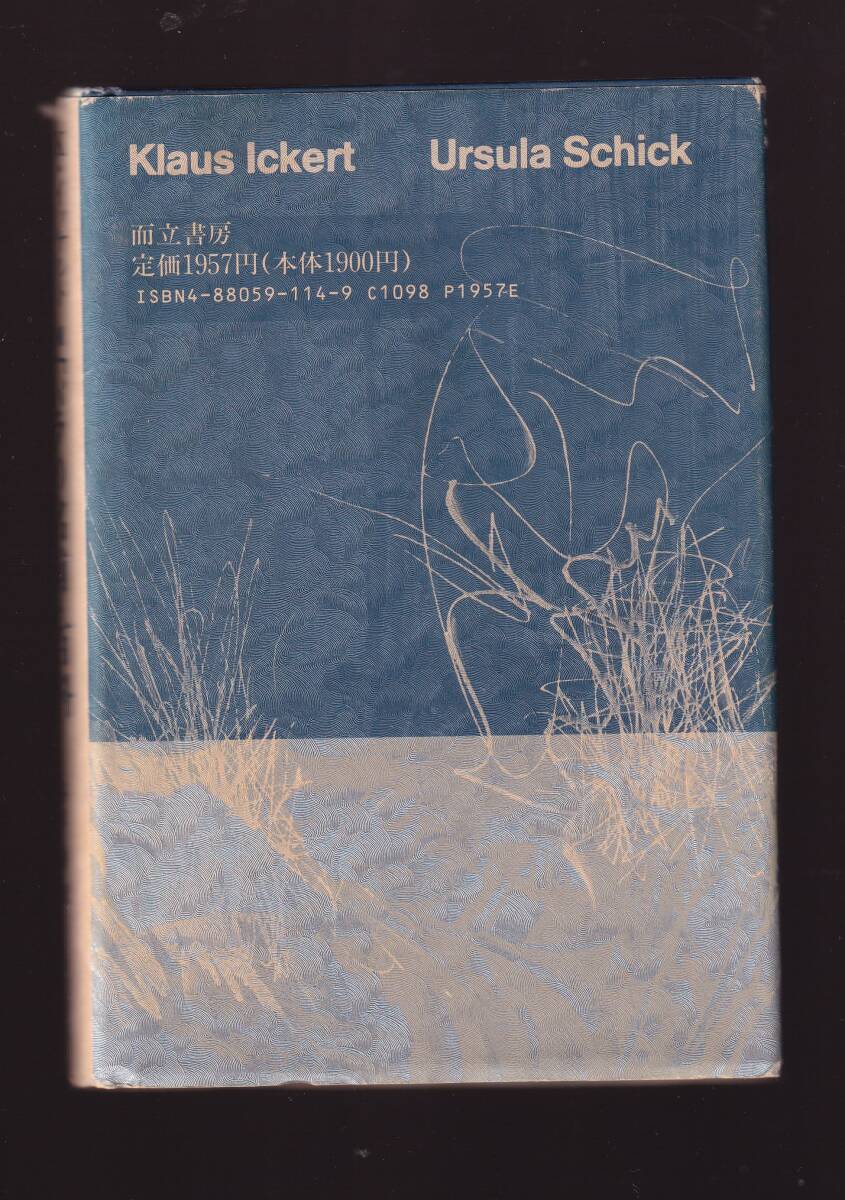 Klaus Ickert Ursula Schick
而立書房
定価1957円(本体1900円)
ISBN4-88059-114-9 C1098 P1957E